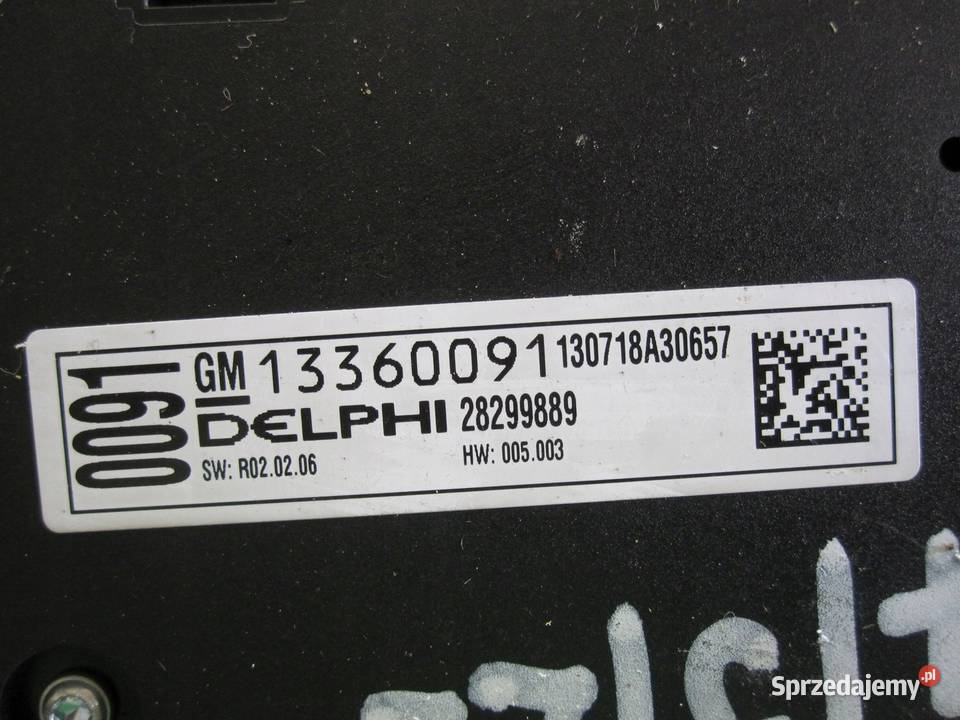 0091
GM 13360091 130718A30657
DELPHI 28299889
SW: R02.02.06 HW: 005.003
Sprzedajemy.pl